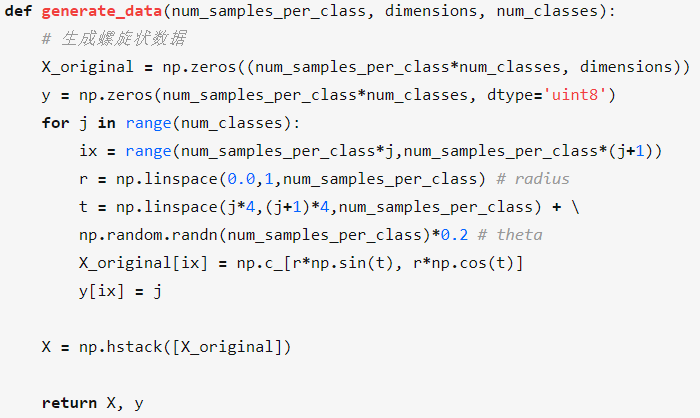 def generate_data(num_samples_per_class, dimensions, num_classes):
    # 生成螺旋状数据
    X_original = np.zeros((num_samples_per_class*num_classes, dimensions))
    y = np.zeros(num_samples_per_class*num_classes, dtype='uint8')
    for j in range(num_classes):
        ix = range(num_samples_per_class*j,num_samples_per_class*(j+1))
        r = np.linspace(0.0,1,num_samples_per_class) # radius
        t = np.linspace(j*4,(j+1)*4,num_samples_per_class) + \
        np.random.randn(num_samples_per_class)*0.2 # theta
        X_original[ix] = np.c_[r*np.sin(t), r*np.cos(t)]
        y[ix] = j
    X = np.hstack([X_original])
    return X, y